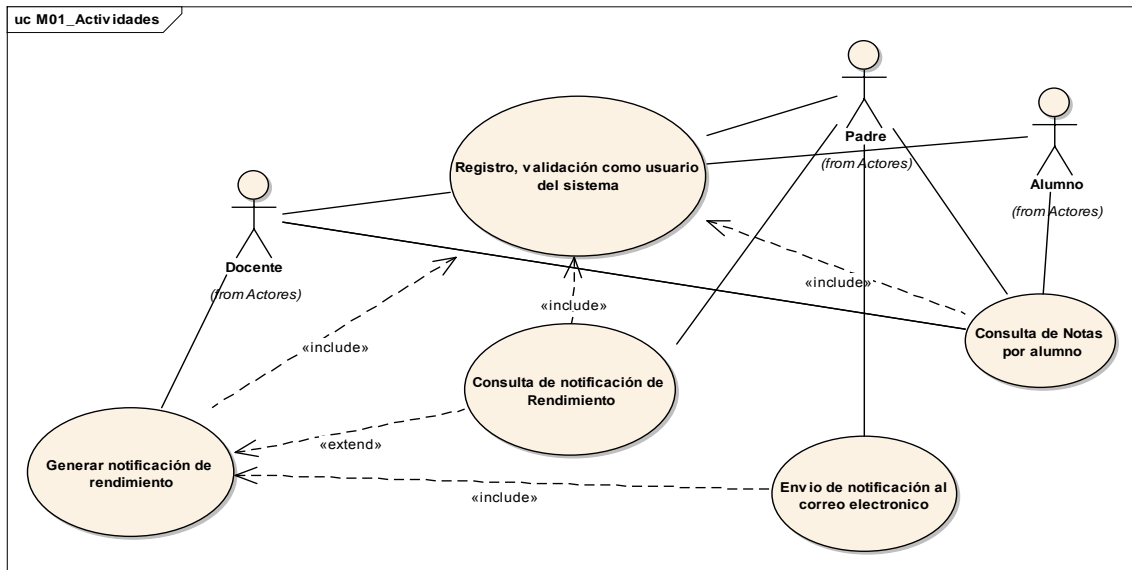 uc M01_Actividades
Padre
(from Actores)
Alumno
(from Actores)
Registro, validación como usuario
del sistema
Docente
(from Actores)
«include»
«include»
«include»
Consulta de Notas
por alumno
Consulta de notificación de
Rendimiento
«extend»
Generar notificación de
rendimiento
«include»
Envio de notificación al
correo electronico